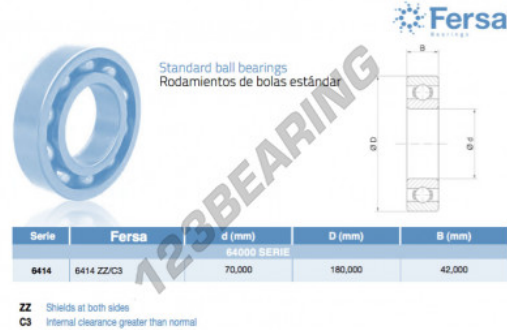 Fersa
Bearings
Standard ball bearings
Rodamientos de bolas estándar
B
Ø D
Ø d
123BEARING
Serie Fersa d (mm) D (mm) B (mm)
64000 SERIE
6414 6414 ZZ/C3 70,000 180,000 42,000
ZZ Shields at both sides
C3 Internal clearance greater than normal